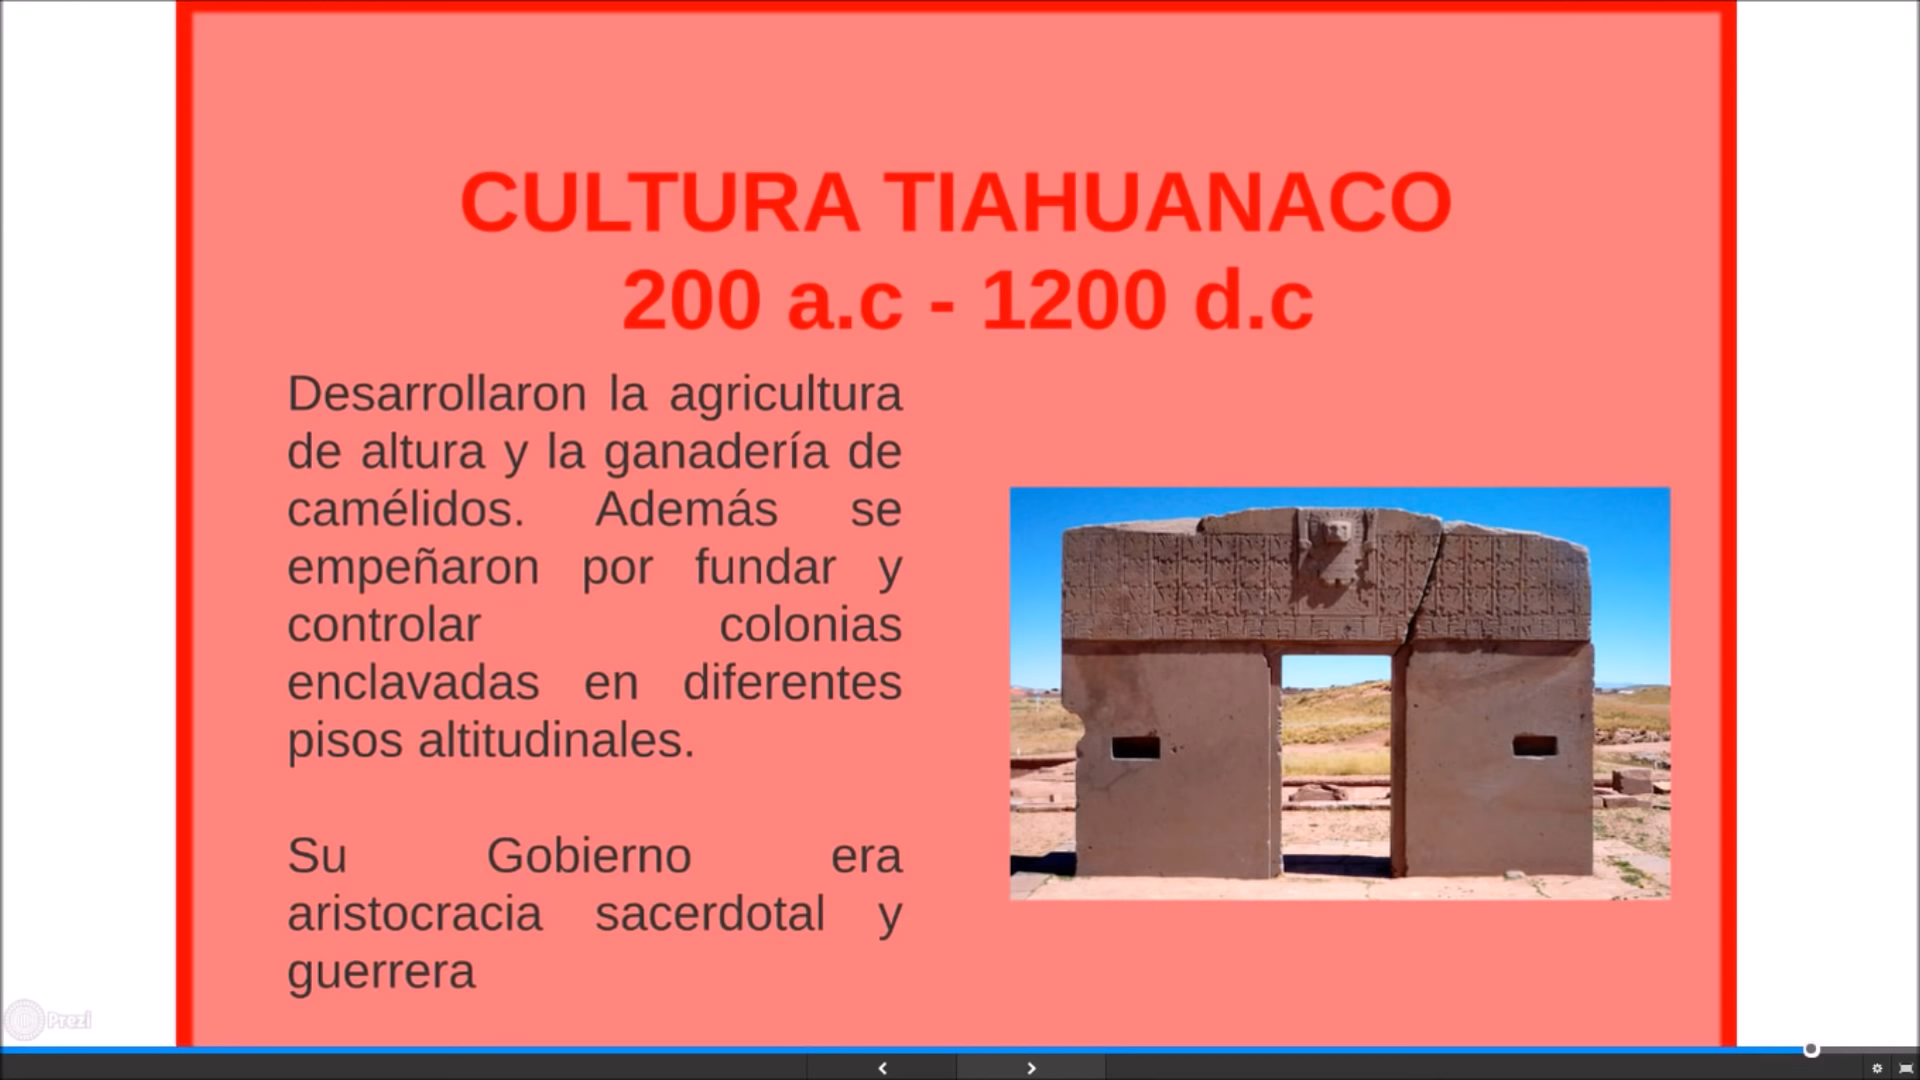 CULTURA TIAHUANACO
200 a.c - 1200 d.c
Desarrollaron la agricultura
de altura y la ganadería de
camélidos. Además se
empeñaron por fundar y
controlar colonias
enclavadas en diferentes
pisos altitudinales.
Su Gobierno era
aristocracia sacerdotal y
guerrera
Prezi